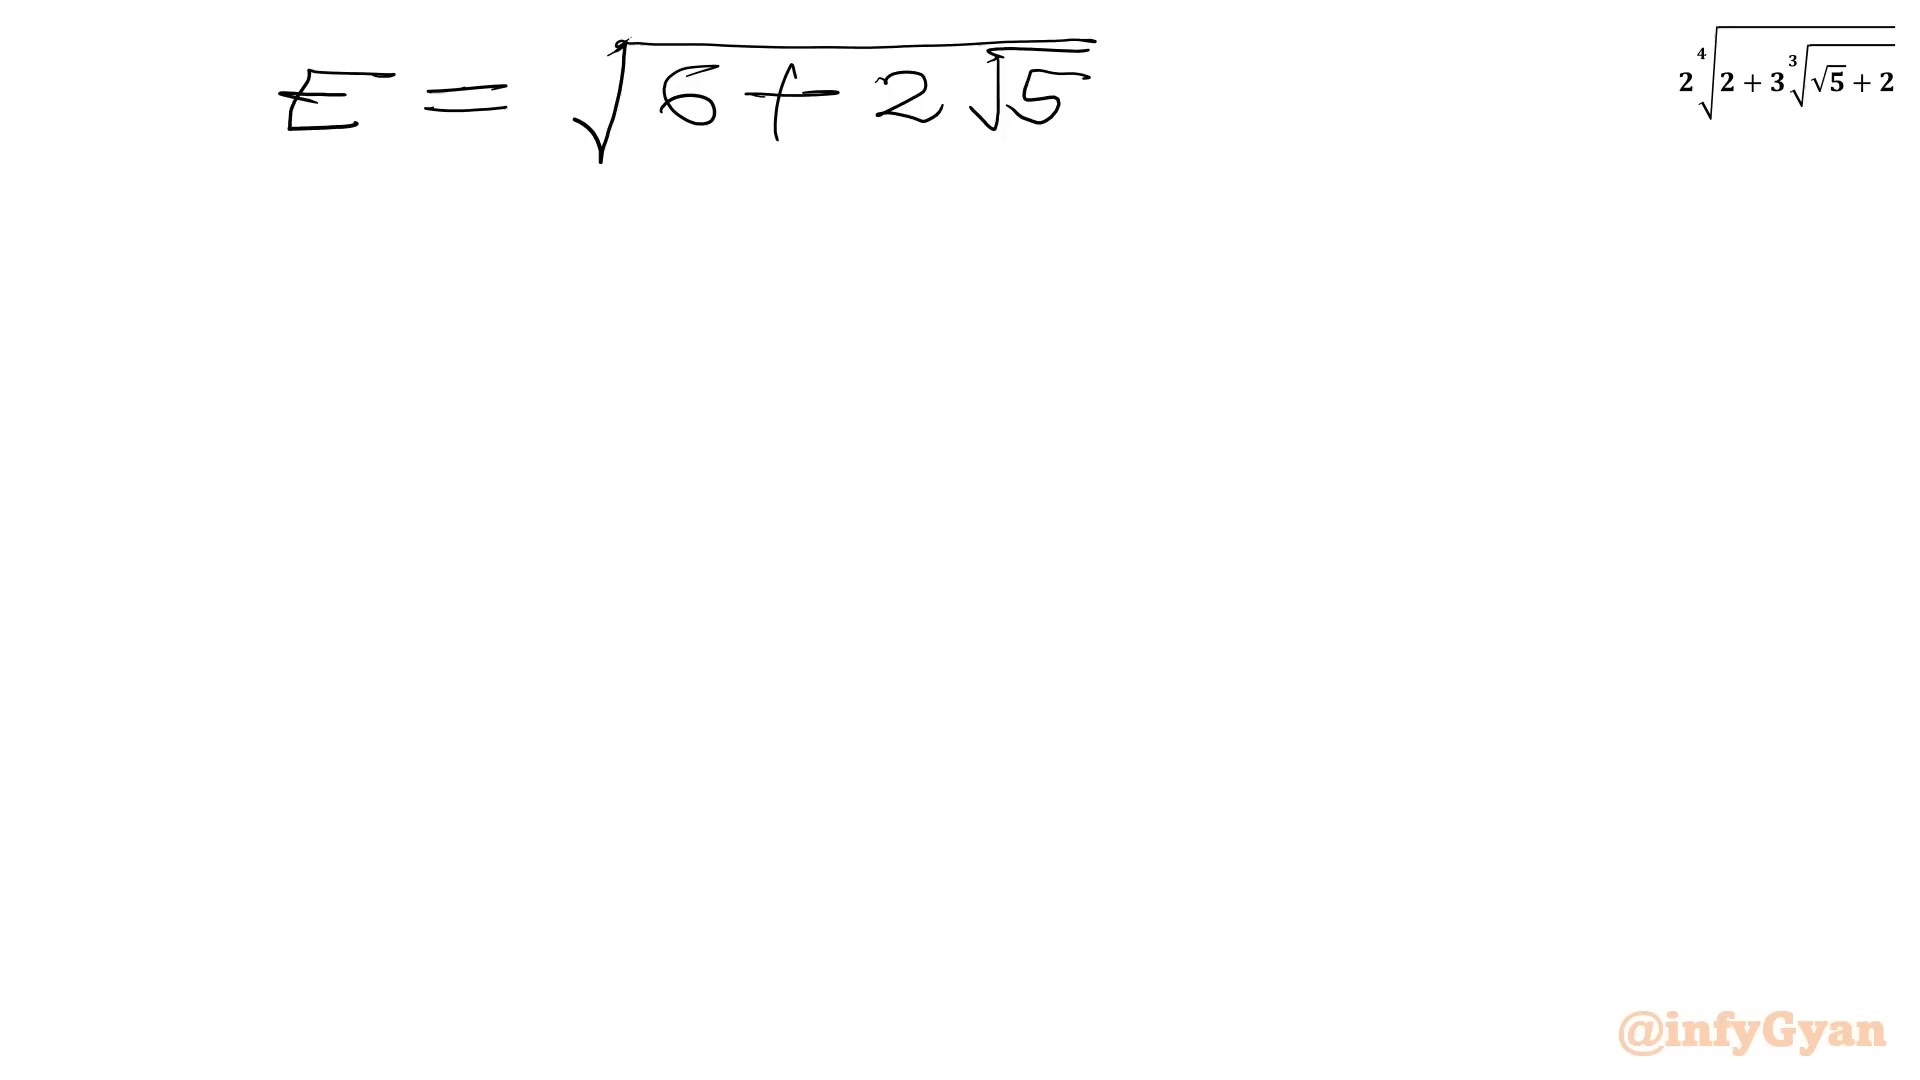 E = √(6 + 2√5)
2 ∜(2 + 3 ∛(√5 + 2))
@infyGyan